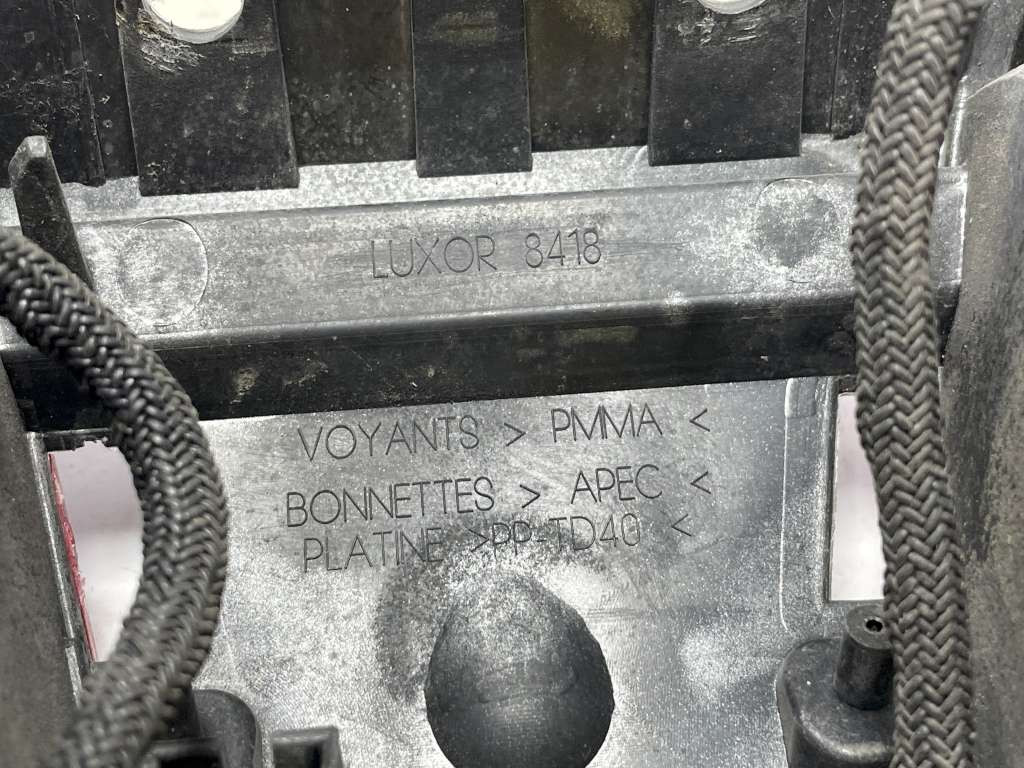 LUXOR 8418
VOYANTS > PMMA <
BONNETTES > APEC <
PLATINE >PP-TD40 <